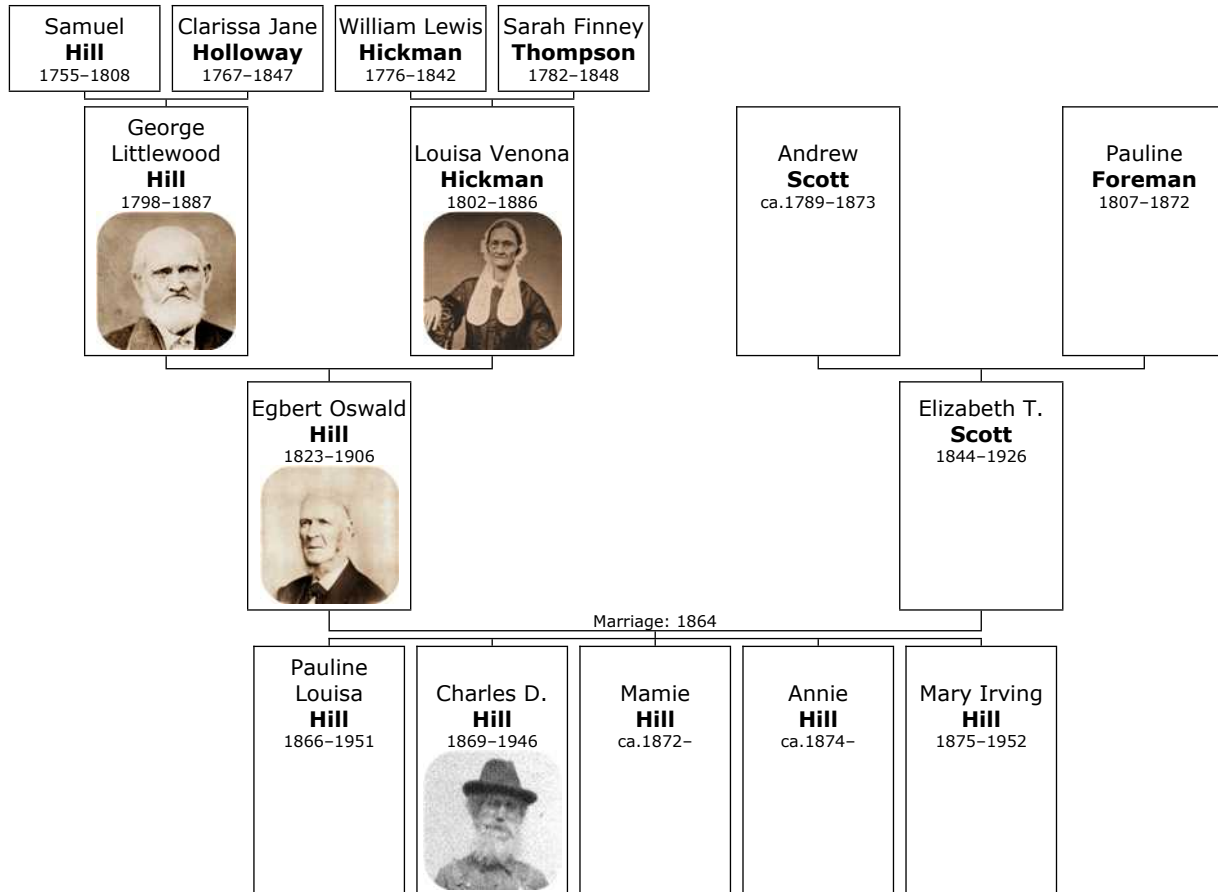 Samuel
Hill
1755–1808
Clarissa Jane
Holloway
1767–1847
William Lewis
Hickman
1776–1842
Sarah Finney
Thompson
1782–1848
George
Littlewood
Hill
1798–1887
Louisa Venona
Hickman
1802–1886
Andrew
Scott
ca.1789–1873
Pauline
Foreman
1807–1872
Egbert Oswald
Hill
1823–1906
Elizabeth T.
Scott
1844–1926
Marriage: 1864
Pauline
Louisa
Hill
1866–1951
Charles D.
Hill
1869–1946
Mamie
Hill
ca.1872–
Annie
Hill
ca.1874–
Mary Irving
Hill
1875–1952